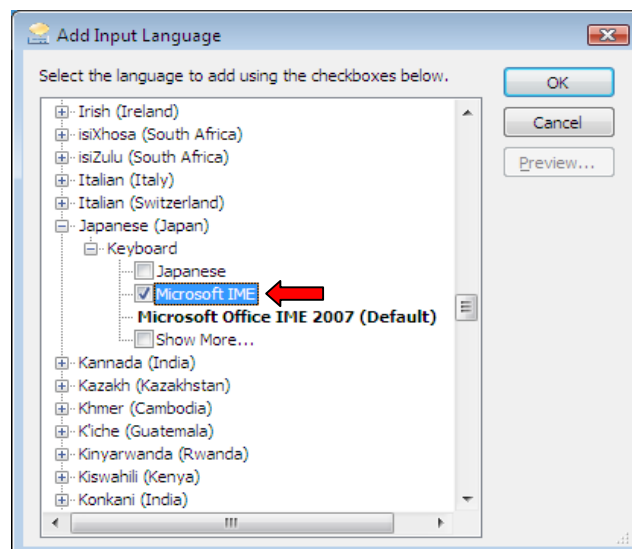 Add Input Language
Select the language to add using the checkboxes below.
OK
Cancel
Preview...
Irish (Ireland)
isiXhosa (South Africa)
isiZulu (South Africa)
Italian (Italy)
Italian (Switzerland)
Japanese (Japan)
Keyboard
Japanese
Microsoft IME
Microsoft Office IME 2007 (Default)
Show More...
Kannada (India)
Kazakh (Kazakhstan)
Khmer (Cambodia)
K'iche (Guatemala)
Kinyarwanda (Rwanda)
Kiswahili (Kenya)
Konkani (India)